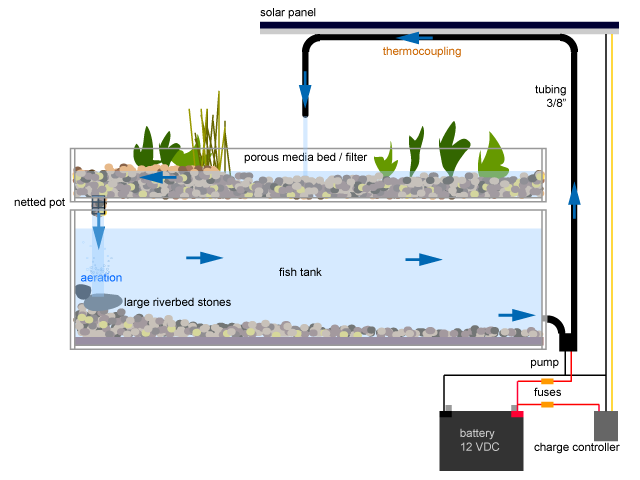 solar panel
thermocoupling
tubing
3/8"
porous media bed / filter
netted pot
fish tank
aeration
large riverbed stones
pump
fuses
battery
12 VDC
charge controller